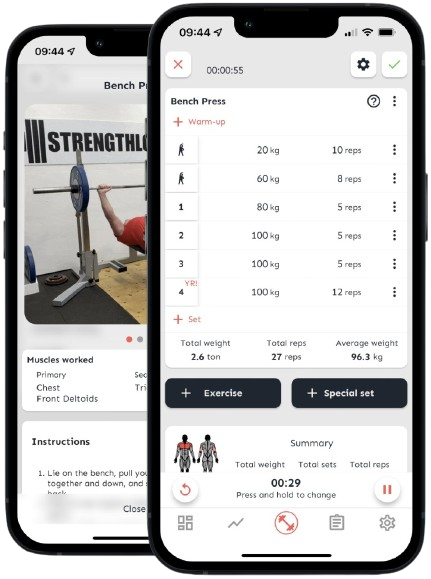 09:44
Bench Pr
STRENGTHLO
Muscles worked
Primary
Sec
Chest
Tri
Front Deltoids
Instructions
1. Lie on the bench, pull you
together and down, and
back.
Close
09:44
00:00:55
Bench Press
+ Warm-up
20 kg 10 reps
60 kg 8 reps
1 80 kg 5 reps
2 100 kg 5 reps
3 100 kg 5 reps
YR!
4 100 kg 12 reps
+ Set
Total weight Total reps Average weight
2.6 ton 27 reps 96.3 kg
+ Exercise + Special set
Summary
Total weight Total sets Total reps
00:29
Press and hold to change